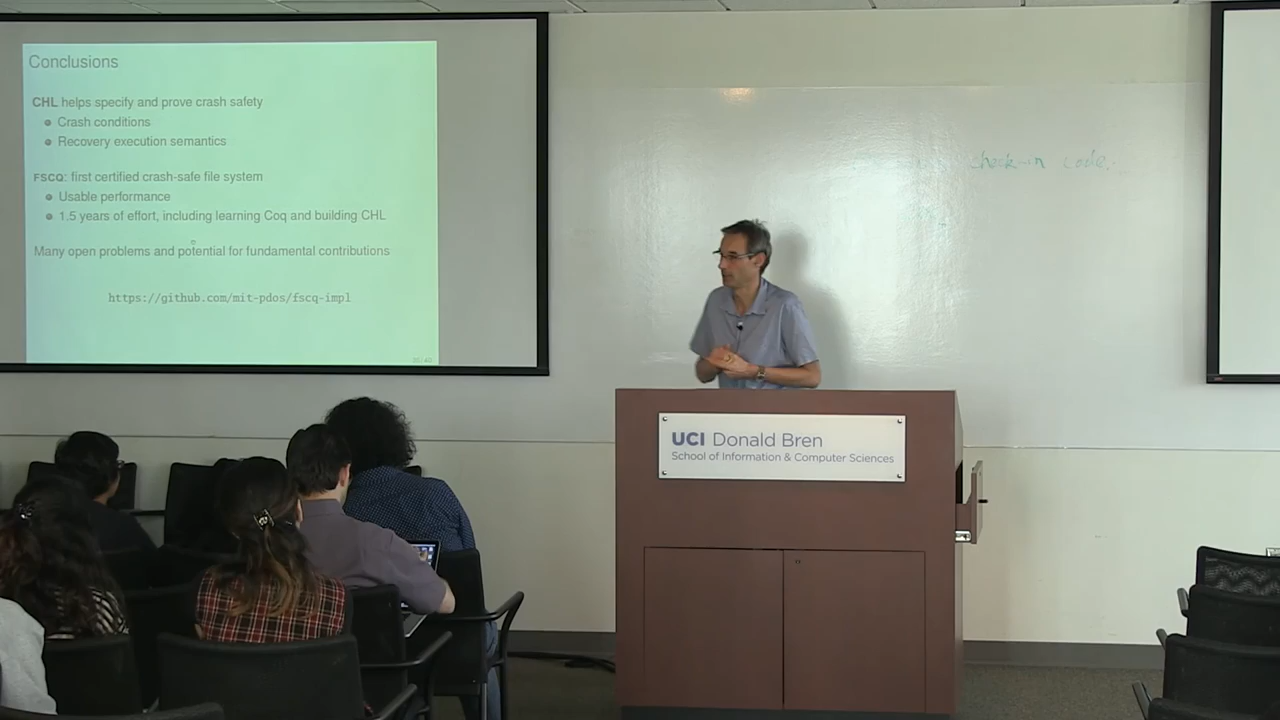 Conclusions
CHL helps specify and prove crash safety
Crash conditions
Recovery execution semantics
FSCQ: first certified crash-safe file system
Usable performance
1.5 years of effort, including learning Coq and building CHL
Many open problems and potential for fundamental contributions
https://github.com/mit-pdos/fscq-impl
check-in code.
UCI Donald Bren
School of Information & Computer Sciences